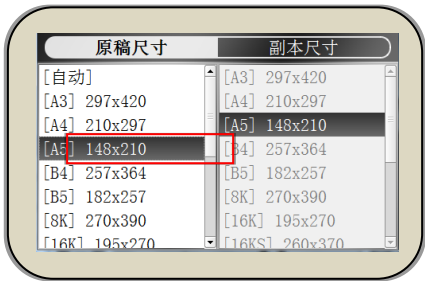 原稿尺寸
副本尺寸
[自动]
[A3] 297x420
[A4] 210x297
[A5] 148x210
[B4] 257x364
[B5] 182x257
[8K] 270x390
[16K] 195x270
[A3] 297x420
[A4] 210x297
[A5] 148x210
[B4] 257x364
[B5] 182x257
[8K] 270x390
[16K] 195x270
[16KS] 260x370